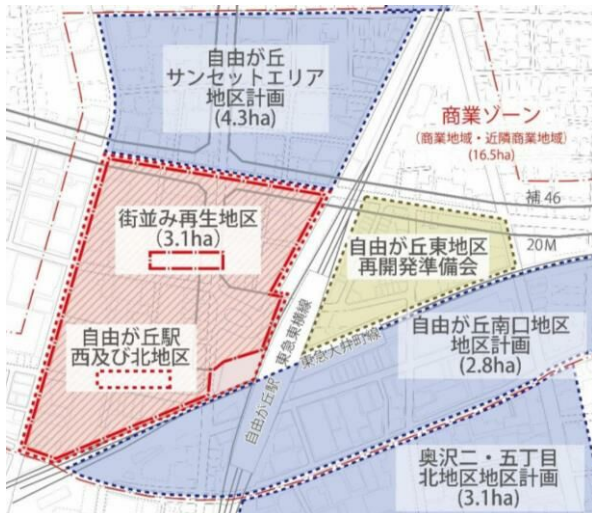 自由が丘
サンセットエリア
地区計画
(4.3ha)
商業ゾーン
(商業地域・近隣商業地域)
(16.5ha)
補46
20M
街並み再生地区
(3.1ha)
自由が丘東地区
再開発準備会
自由が丘駅
西及び北地区
東急東横線
自由が丘駅
東急大井町線
自由が丘南口地区
地区計画
(2.8ha)
奥沢二・五丁目
北地区地区計画
(3.1ha)